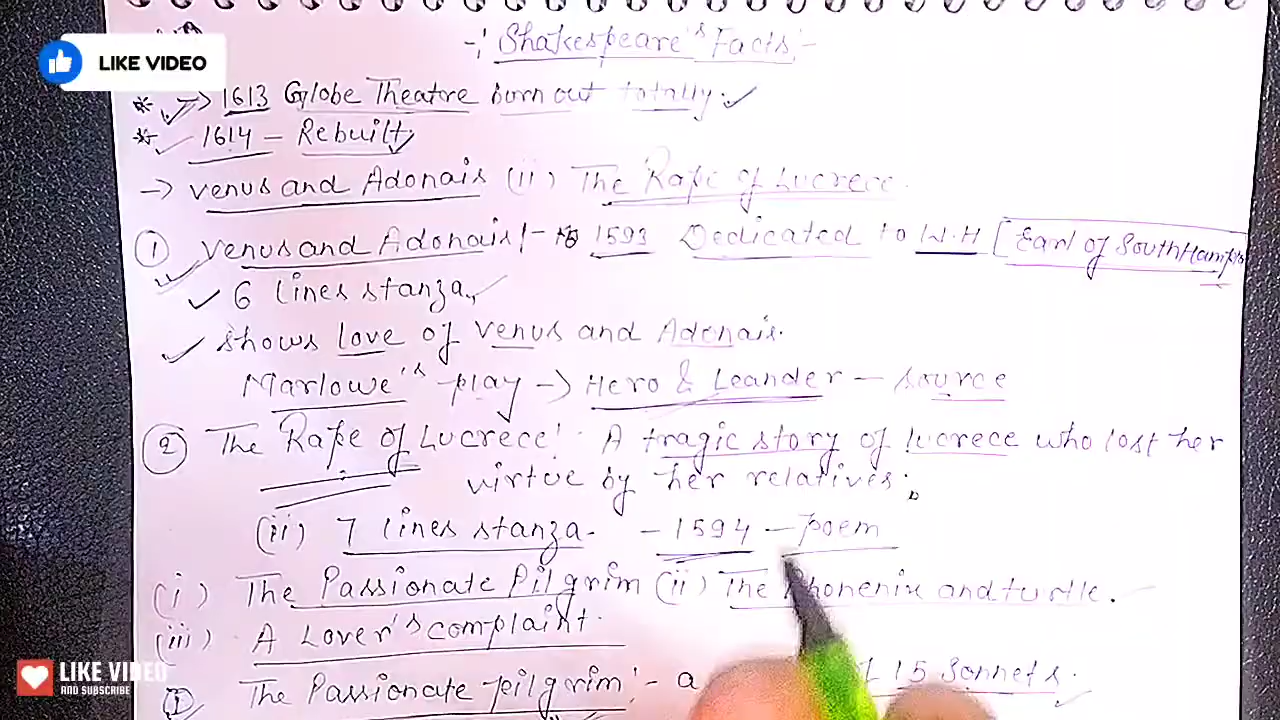 LIKE VIDEO
-: Shakespeare's Facts :-
* -> 1613 Globe Theatre burn out totally.
* 1614 - Rebuilt
-> Venus and Adonais (ii) The Rape of Lucrece.
① Venus and Adonais :- 1593 Dedicated to W.H [Earl of Southampton
6 lines stanza,
shows love of Venus and Adonais.
Marlowe's play -> Hero & Leander - source
② The Rape of Lucrece: A tragic story of lucrece who lost her
virtue by her relatives.
(ii) 7 lines stanza. - 1594 - poem
(i) The Passionate Pilgrim (ii) The Phonenix and turtle.
(iii) A Lover's complaint.
LIKE VIDEO
AND SUBSCRIBE
① The Passionate pilgrim :- a of 15 Sonnets.